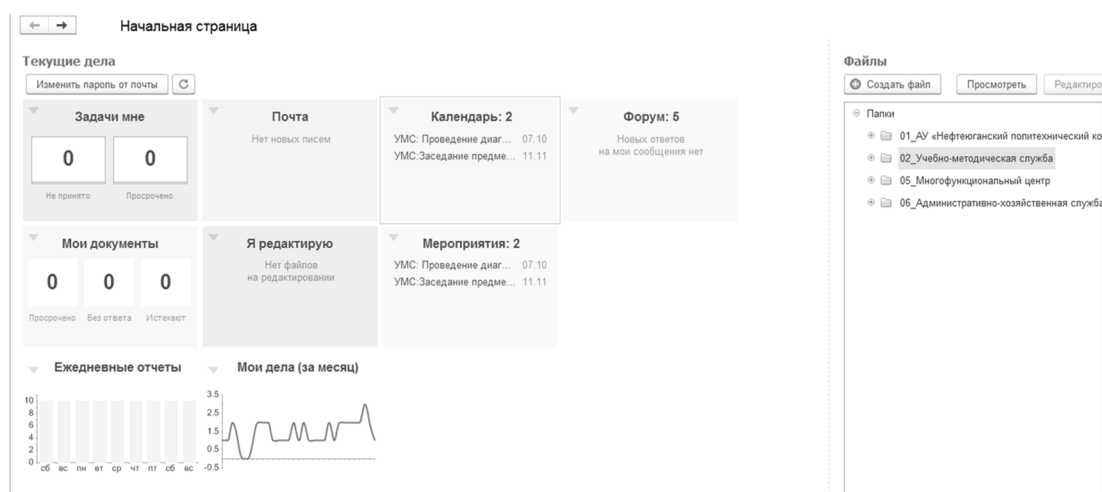 Начальная страница
Текущие дела
Изменить пароль от почты
Задачи мне
0 0
Не принято Просрочено
Почта
Нет новых писем
Календарь: 2
УМС: Проведение диаг... 07.10
УМС:Заседание предме... 11.11
Форум: 5
Новых ответов
на мои сообщения нет
Мои документы
0 0 0
Просрочено Без ответа Истекают
Я редактирую
Нет файлов
на редактировании
Мероприятия: 2
УМС: Проведение диаг... 07.10
УМС:Заседание предме... 11.11
Ежедневные отчеты
10
8
6
4
2
0
сб вс пн вт ср чт пт сб вс
Мои дела (за месяц)
3.5
2.5
1.5
0.5
-0.5
Файлы
Создать файл Просмотреть Редактиро
Папки
01_АУ «Нефтеюганский политехнический ко
02_Учебно-методическая служба
05_Многофункциональный центр
06_Административно-хозяйственная служба